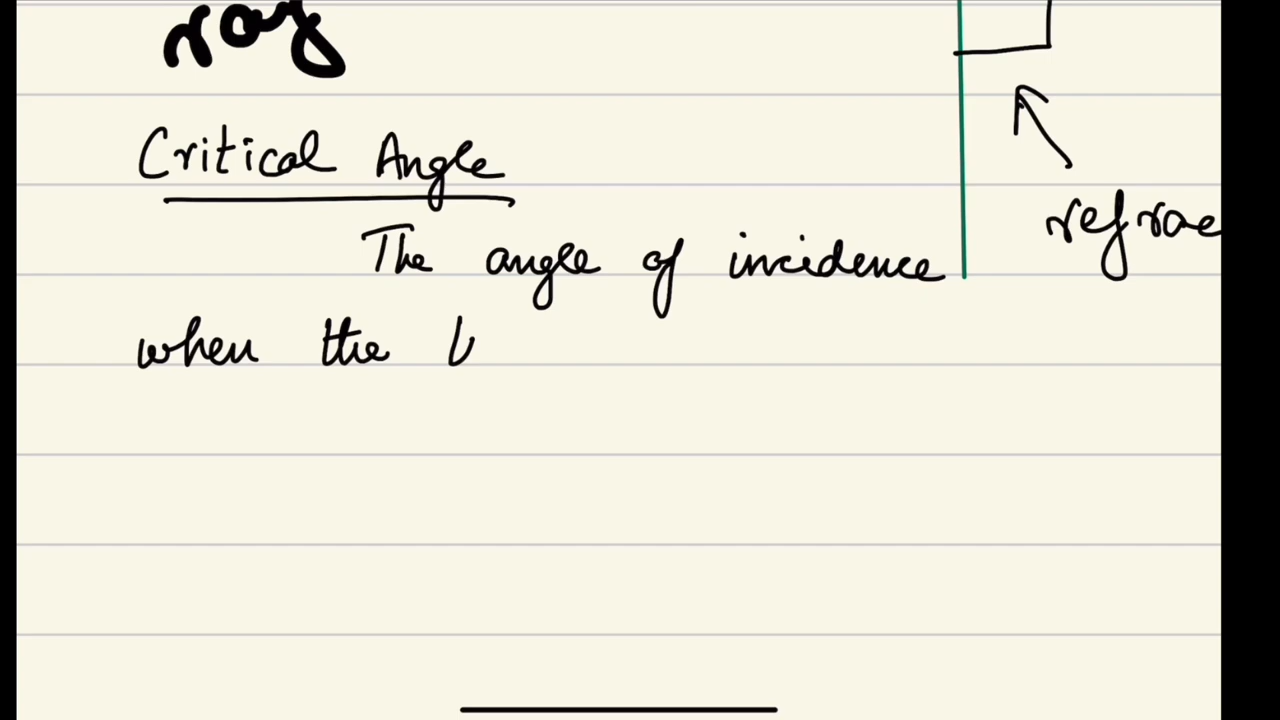 ray
Critical Angle
The angle of incidence
when the
refrac